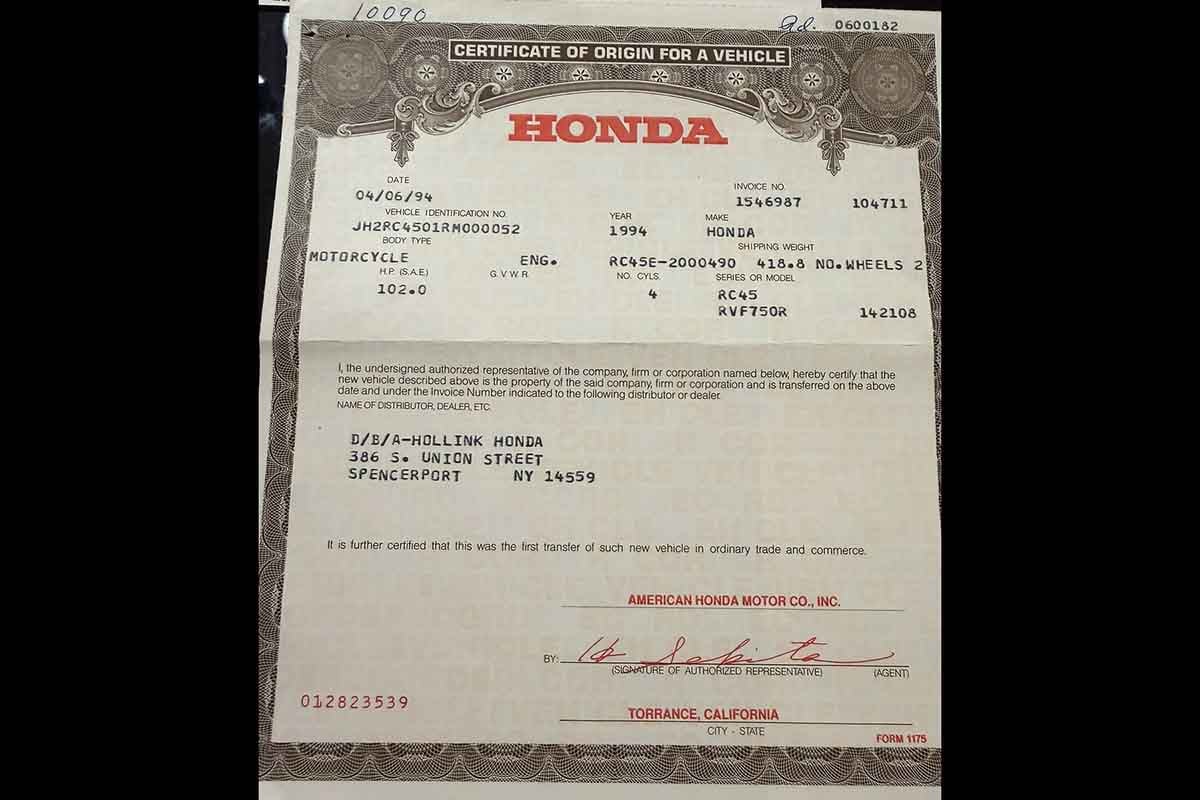 10090
0600182
CERTIFICATE OF ORIGIN FOR A VEHICLE
HONDA
DATE INVOICE NO.
04/06/94 1546987 104711
VEHICLE IDENTIFICATION NO. YEAR MAKE
JH2RC4501RM000052 1994 HONDA
BODY TYPE SHIPPING WEIGHT
MOTORCYCLE ENG. RC45E-2000490 418.8 NO.WHEELS 2
H.P. (S.A.E.) G.V.W.R. NO. CYLS. SERIES OR MODEL
102.0 4 RC45
RVF750R 142108
I, the undersigned authorized representative of the company, firm or corporation named below, hereby certify that the
new vehicle described above is the property of the said company, firm or corporation and is transferred on the above
date and under the Invoice Number indicated to the following distributor or dealer.
NAME OF DISTRIBUTOR, DEALER, ETC.
D/B/A-HOLLINK HONDA
386 S. UNION STREET
SPENCERPORT NY 14559
It is further certified that this was the first transfer of such new vehicle in ordinary trade and commerce.
AMERICAN HONDA MOTOR CO., INC.
BY:
(SIGNATURE OF AUTHORIZED REPRESENTATIVE) (AGENT)
012823539
TORRANCE, CALIFORNIA
CITY - STATE
FORM 1175